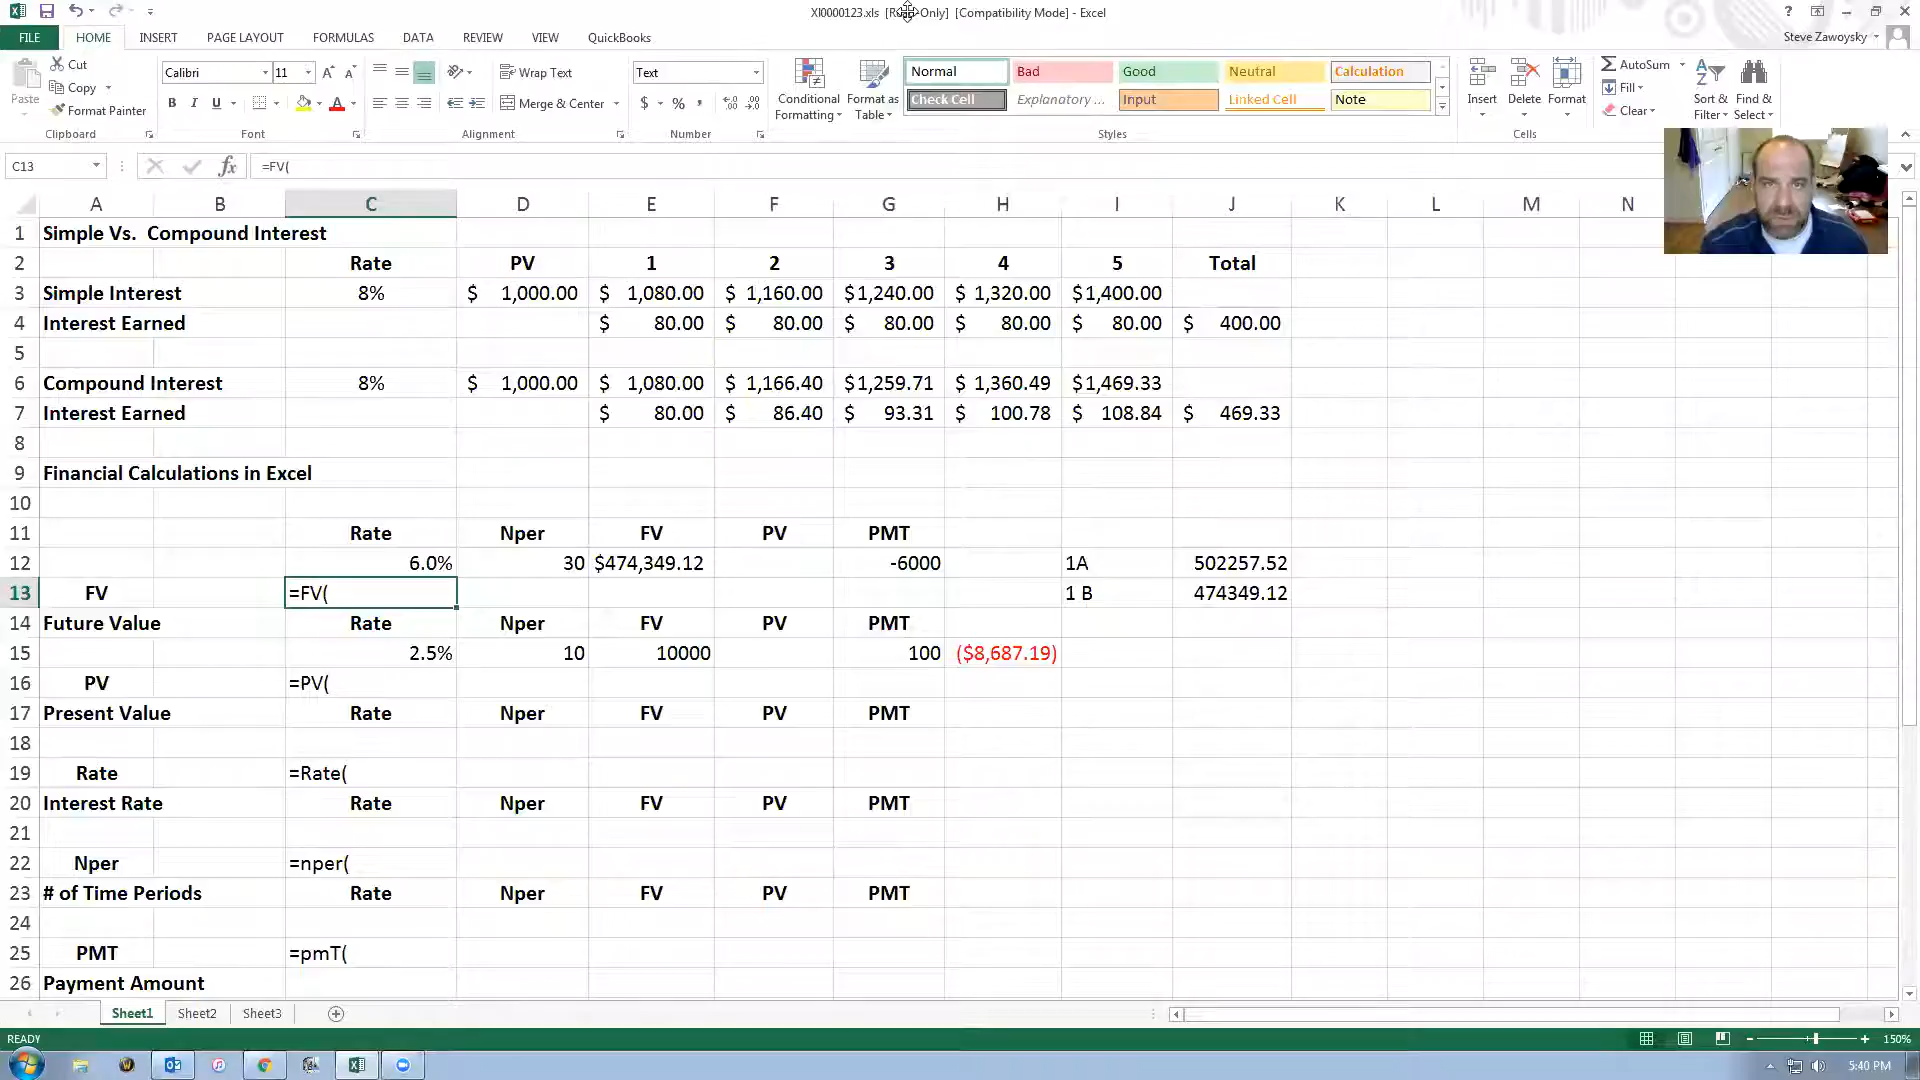 XI0000123.xls [Read-Only] [Compatibility Mode] - Excel
FILE HOME INSERT PAGE LAYOUT FORMULAS DATA REVIEW VIEW QuickBooks Steve Zawoysky
Paste Cut Copy Format Painter Clipboard
Calibri 11 B I U A Font
Wrap Text Merge & Center Alignment
Text $ % Number
Conditional Formatting Format as Table
Normal Bad Good Neutral Calculation
Check Cell Explanatory ... Input Linked Cell Note
Styles
Insert Delete Format Cells
AutoSum Fill Clear Sort & Filter Find & Select
C13 fx =FV(
A B C D E F G H I J K L M N
1 Simple Vs. Compound Interest
2 Rate PV 1 2 3 4 5 Total
3 Simple Interest 8% $ 1,000.00 $ 1,080.00 $ 1,160.00 $1,240.00 $ 1,320.00 $1,400.00
4 Interest Earned $ 80.00 $ 80.00 $ 80.00 $ 80.00 $ 80.00 $ 400.00
5
6 Compound Interest 8% $ 1,000.00 $ 1,080.00 $ 1,166.40 $1,259.71 $ 1,360.49 $1,469.33
7 Interest Earned $ 80.00 $ 86.40 $ 93.31 $ 100.78 $ 108.84 $ 469.33
8
9 Financial Calculations in Excel
10
11 Rate Nper FV PV PMT
12 6.0% 30 $474,349.12 -6000 1A 502257.52
13 FV =FV( 1 B 474349.12
14 Future Value Rate Nper FV PV PMT
15 2.5% 10 10000 100 ($8,687.19)
16 PV =PV(
17 Present Value Rate Nper FV PV PMT
18
19 Rate =Rate(
20 Interest Rate Rate Nper FV PV PMT
21
22 Nper =nper(
23 # of Time Periods Rate Nper FV PV PMT
24
25 PMT =pmT(
26 Payment Amount
Sheet1 Sheet2 Sheet3
READY 150%
5:40 PM